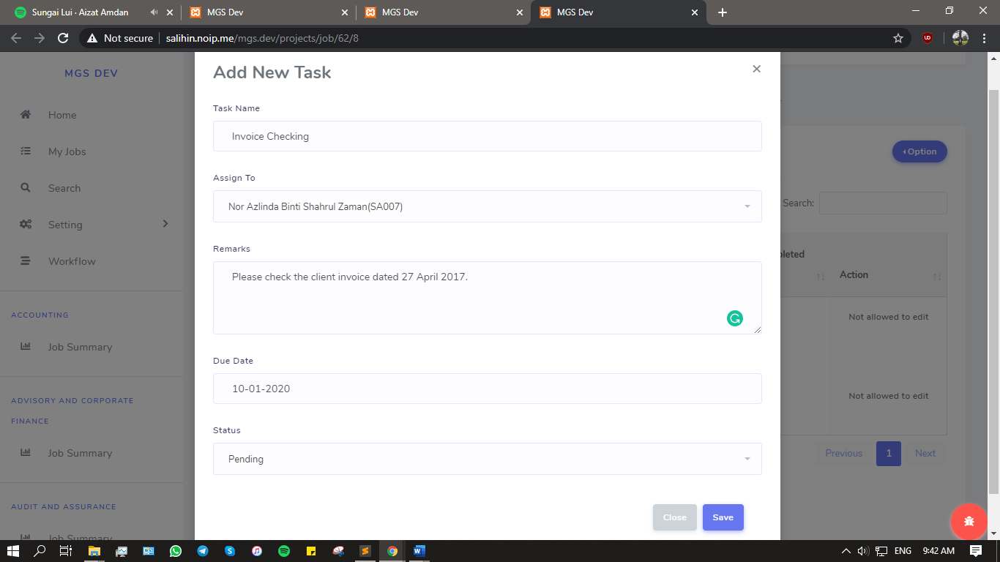 Sungai Lui · Aizat Amdan
MGS Dev
MGS Dev
MGS Dev
Not secure
salihin.noip.me/mgs.dev/projects/job/62/8
MGS DEV
Home
My Jobs
Search
Setting
Workflow
ACCOUNTING
Job Summary
ADVISORY AND CORPORATE
FINANCE
Job Summary
AUDIT AND ASSURANCE
Job Summary
Add New Task
Task Name
Invoice Checking
Assign To
Nor Azlinda Binti Shahrul Zaman(SA007)
Remarks
Please check the client invoice dated 27 April 2017.
Due Date
10-01-2020
Status
Pending
Close
Save
Option
Search:
pleted
Action
Not allowed to edit
Not allowed to edit
Previous
1
Next
ENG
9:42 AM